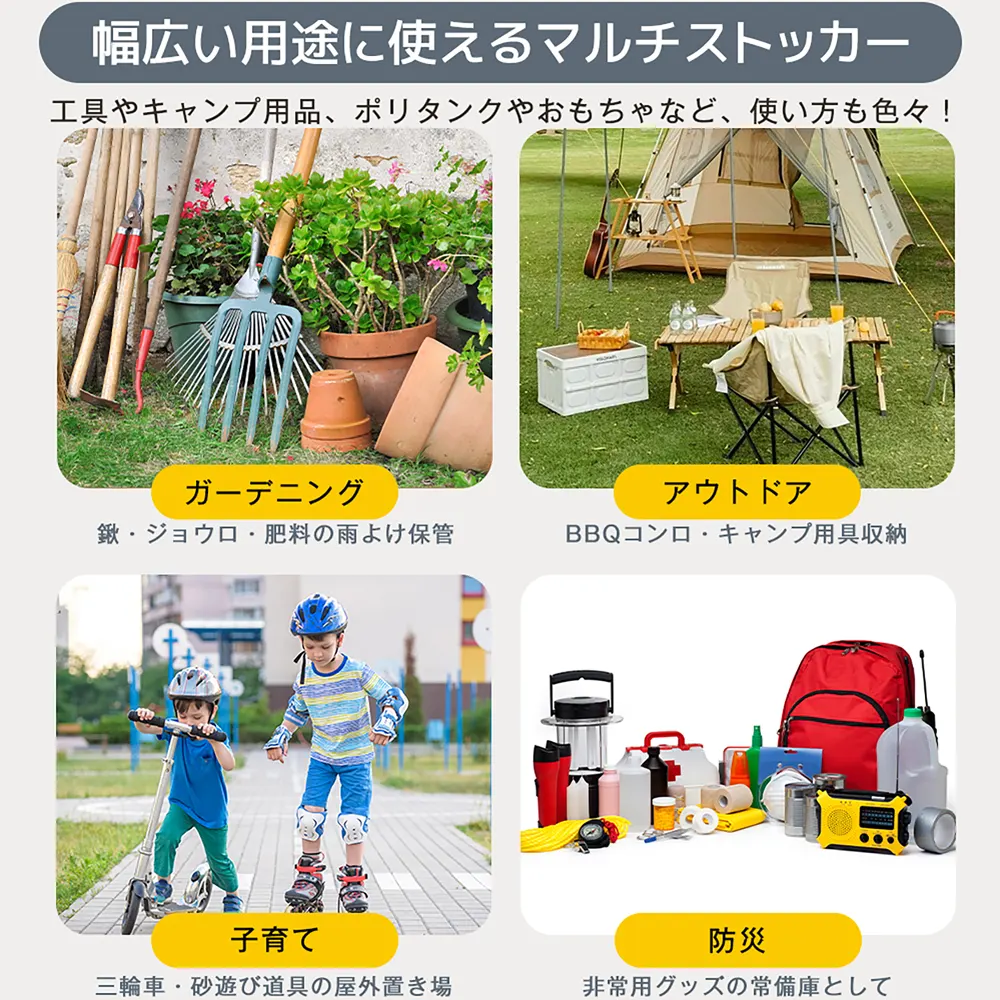 幅広い用途に使えるマルチストッカー
工具やキャンプ用品、ポリタンクやおもちゃなど、使い方も色々！
ガーデニング
鍬・ジョウロ・肥料の雨よけ保管
アウトドア
BBQコンロ・キャンプ用具収納
子育て
三輪車・砂遊び道具の屋外置き場
防災
非常用グッズの常備庫として